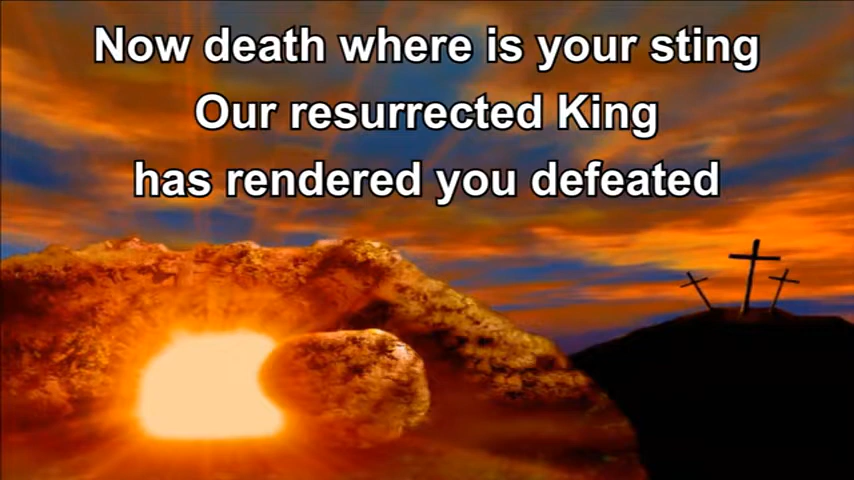 Now death where is your sting
Our resurrected King
has rendered you defeated